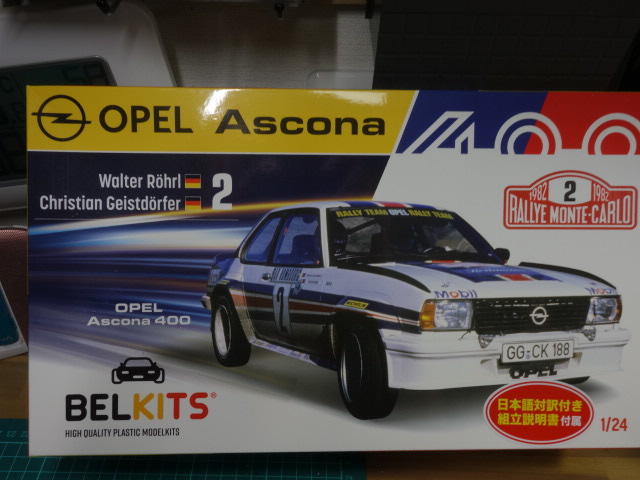 OPEL Ascona 400
Walter Röhrl 2
Christian Geistdörfer
1982 2 1982
RALLYE MONTE-CARLO
RALLY TEAM OPEL RALLY TEAM
2
Mobil
Mobil
GG CK 188
OPEL
OPEL
Ascona 400
BELKITS®
HIGH QUALITY PLASTIC MODELKITS
日本語対訳付き
組立説明書付属
1/24